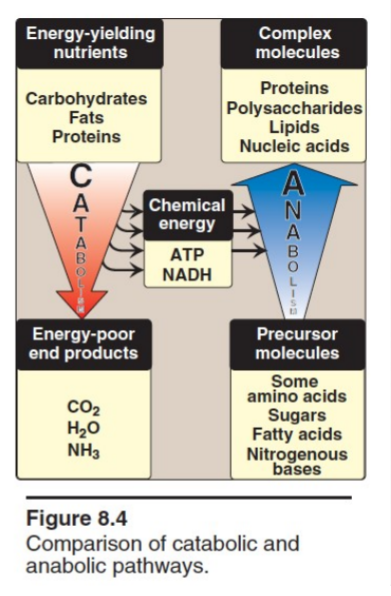 Energy-yielding
nutrients
Carbohydrates
Fats
Proteins
Complex
molecules
Proteins
Polysaccharides
Lipids
Nucleic acids
CATABOLISM
Chemical
energy
ATP
NADH
ANABOLISM
Energy-poor
end products
CO₂
H₂O
NH₃
Precursor
molecules
Some
amino acids
Sugars
Fatty acids
Nitrogenous
bases
Figure 8.4
Comparison of catabolic and
anabolic pathways.